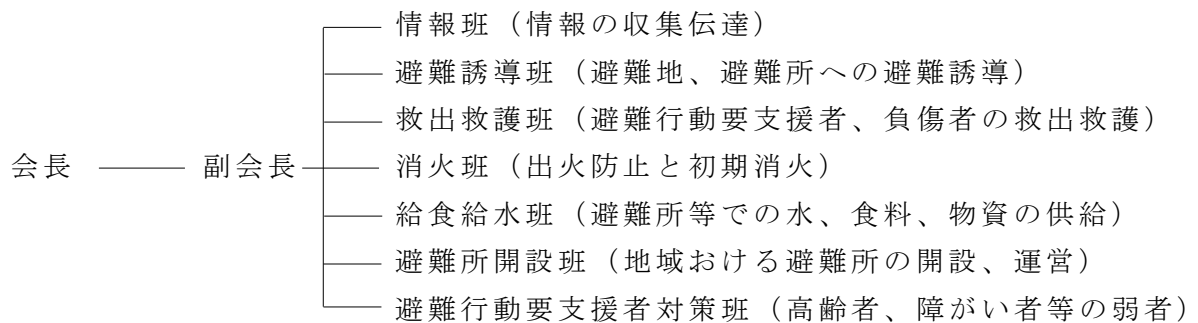 情報班（情報の収集伝達）
避難誘導班（避難地、避難所への避難誘導）
救出救護班（避難行動要支援者、負傷者の救出救護）
会長 副会長 消火班（出火防止と初期消火）
給食給水班（避難所等での水、食料、物資の供給）
避難所開設班（地域おける避難所の開設、運営）
避難行動要支援者対策班（高齢者、障がい者等の弱者）